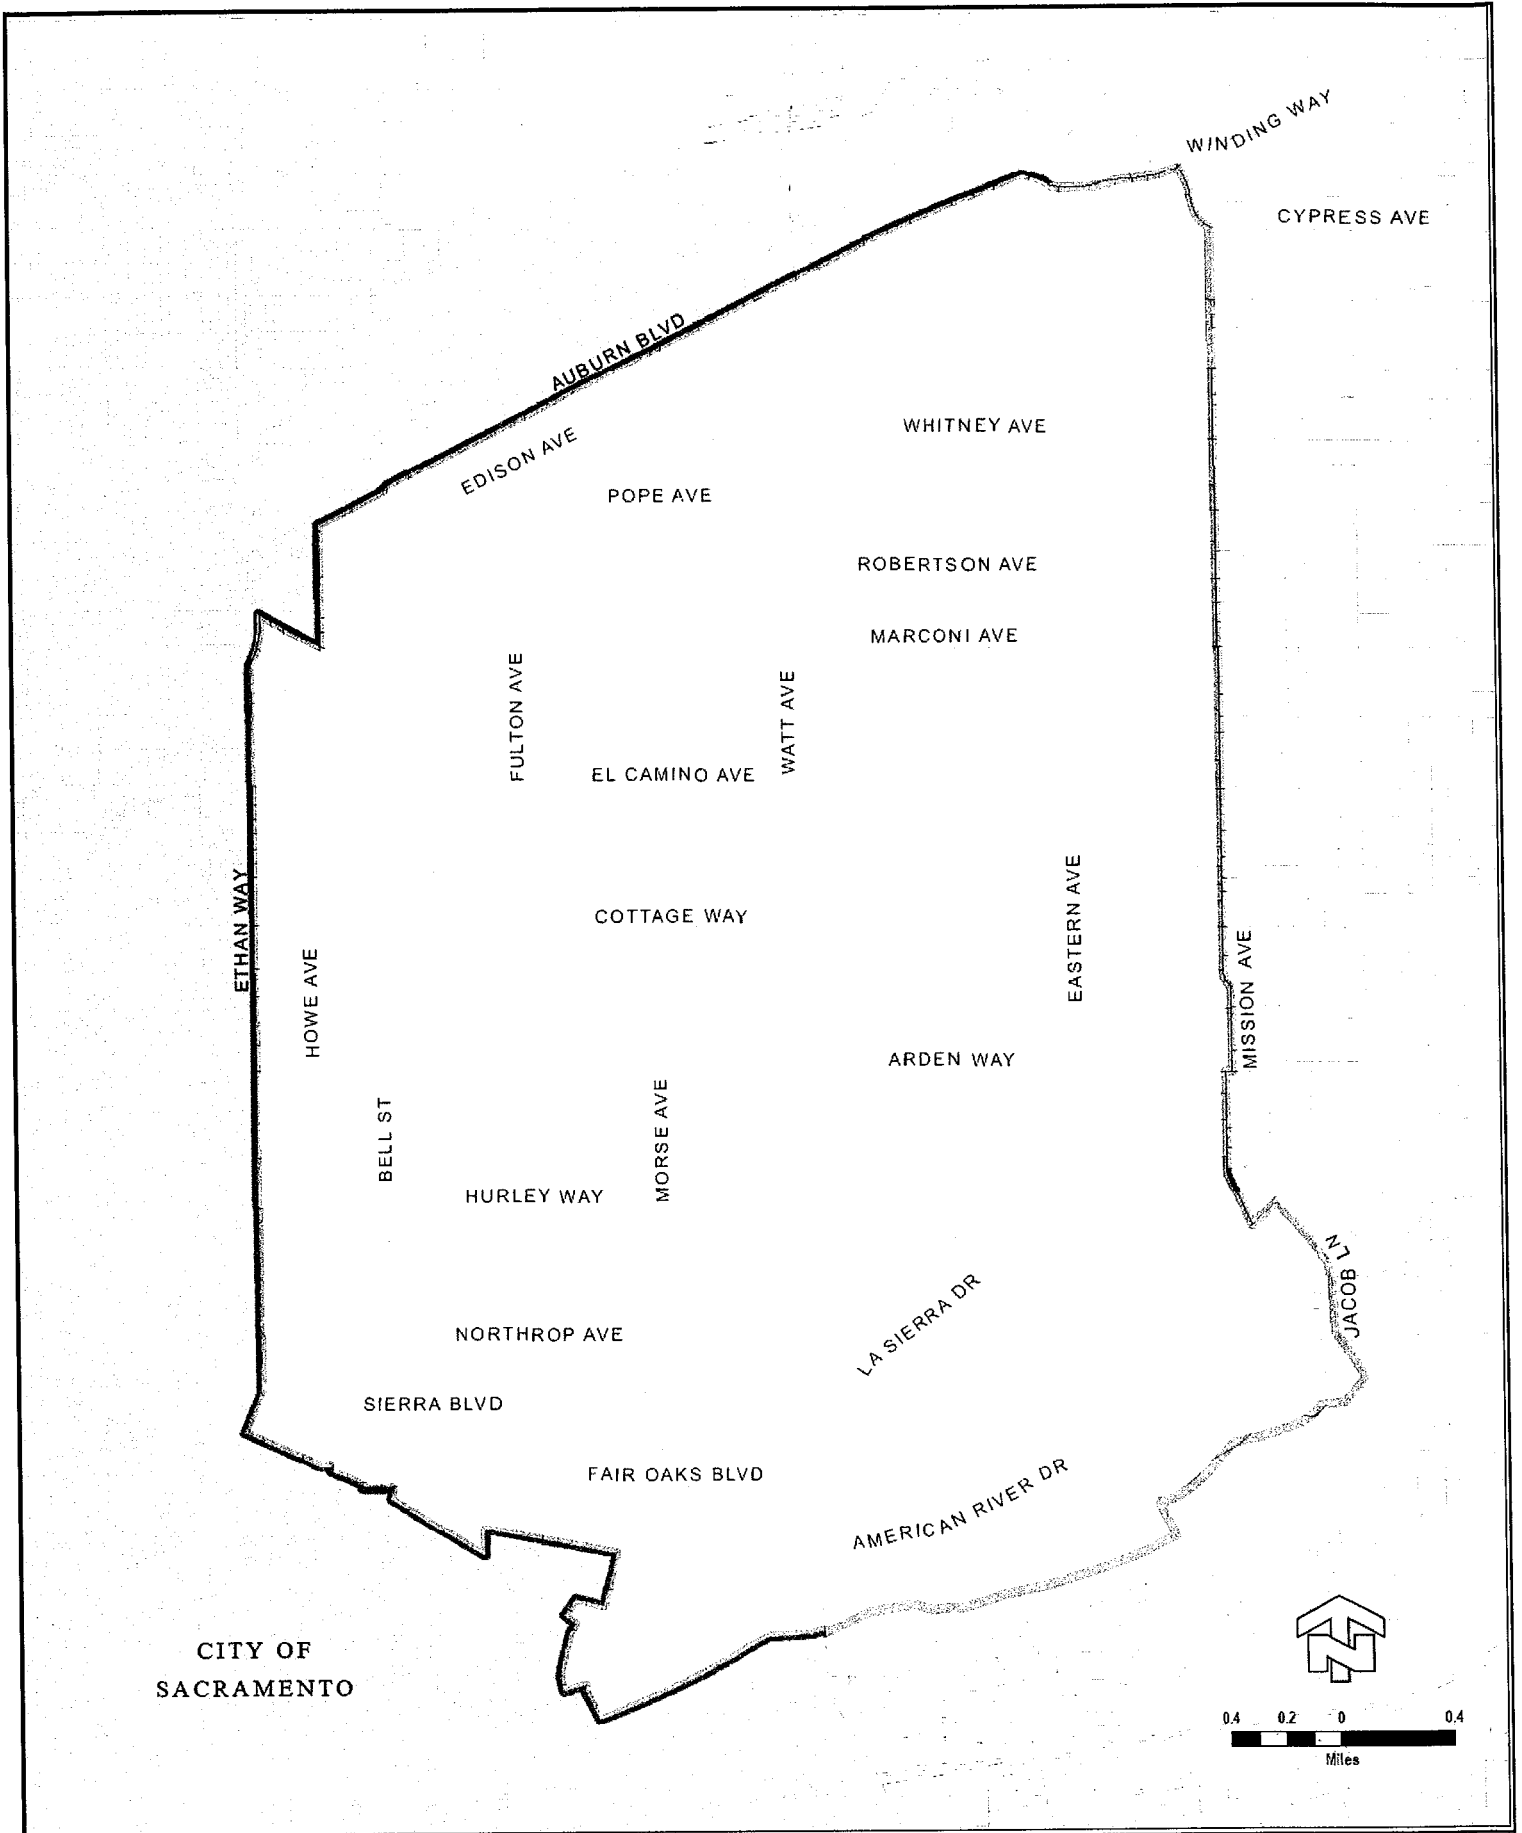 WINDING WAY
CYPRESS AVE
AUBURN BLVD
WHITNEY AVE
EDISON AVE
POPE AVE
ROBERTSON AVE
MARCONI AVE
FULTON AVE
WATT AVE
EL CAMINO AVE
ETHAN WAY
EASTERN AVE
COTTAGE WAY
HOWE AVE
MISSION AVE
ARDEN WAY
BELL ST
MORSE AVE
HURLEY WAY
JACOB LN
LA SIERRA DR
NORTHROP AVE
SIERRA BLVD
FAIR OAKS BLVD
AMERICAN RIVER DR
CITY OF
SACRAMENTO
N
0.4 0.2 0 0.4
Miles